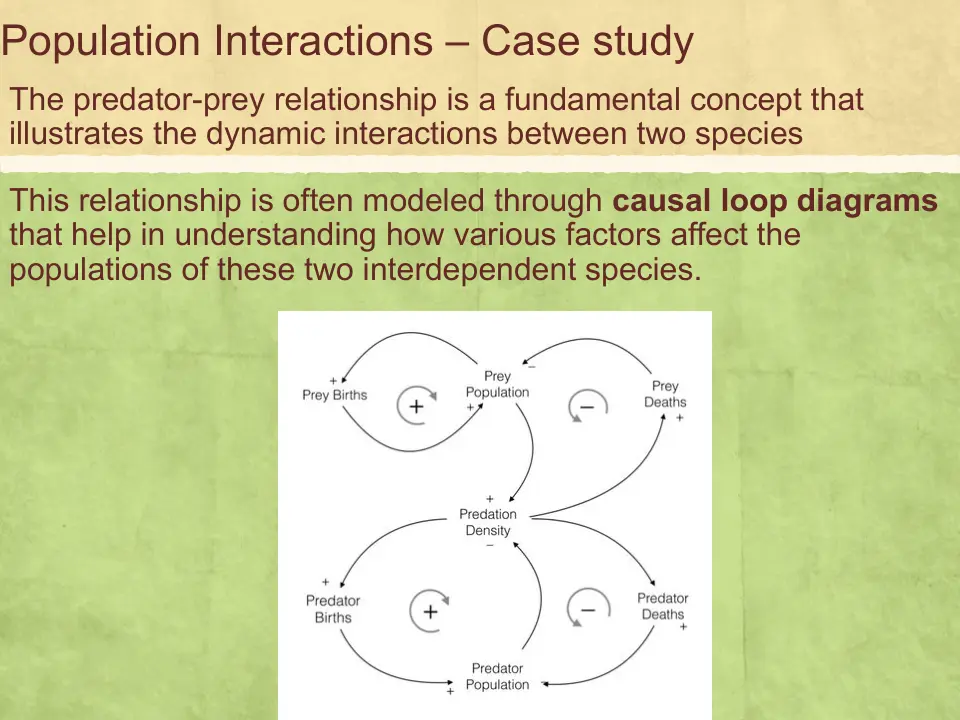 Population Interactions – Case study
The predator-prey relationship is a fundamental concept that
illustrates the dynamic interactions between two species
This relationship is often modeled through causal loop diagrams
that help in understanding how various factors affect the
populations of these two interdependent species.
+
Prey Births
+
Prey
Population
+
–
–
Prey
Deaths
+
+
Predation
Density
–
+
Predator
Births
+
–
Predator
Deaths
+
Predator
Population
+
–